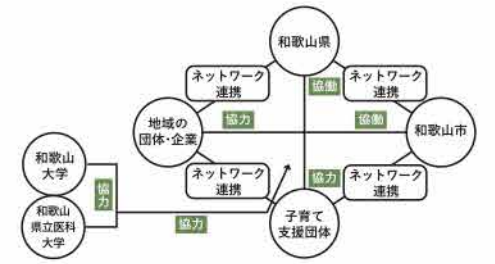 和歌山県
ネットワーク
連携
ネットワーク
連携
協働
地域の
団体・企業
協力
協働
和歌山市
和歌山
大学
協
力
ネットワーク
連携
協力
ネットワーク
連携
和歌山
県立医科
大学
協力
子育て
支援団体